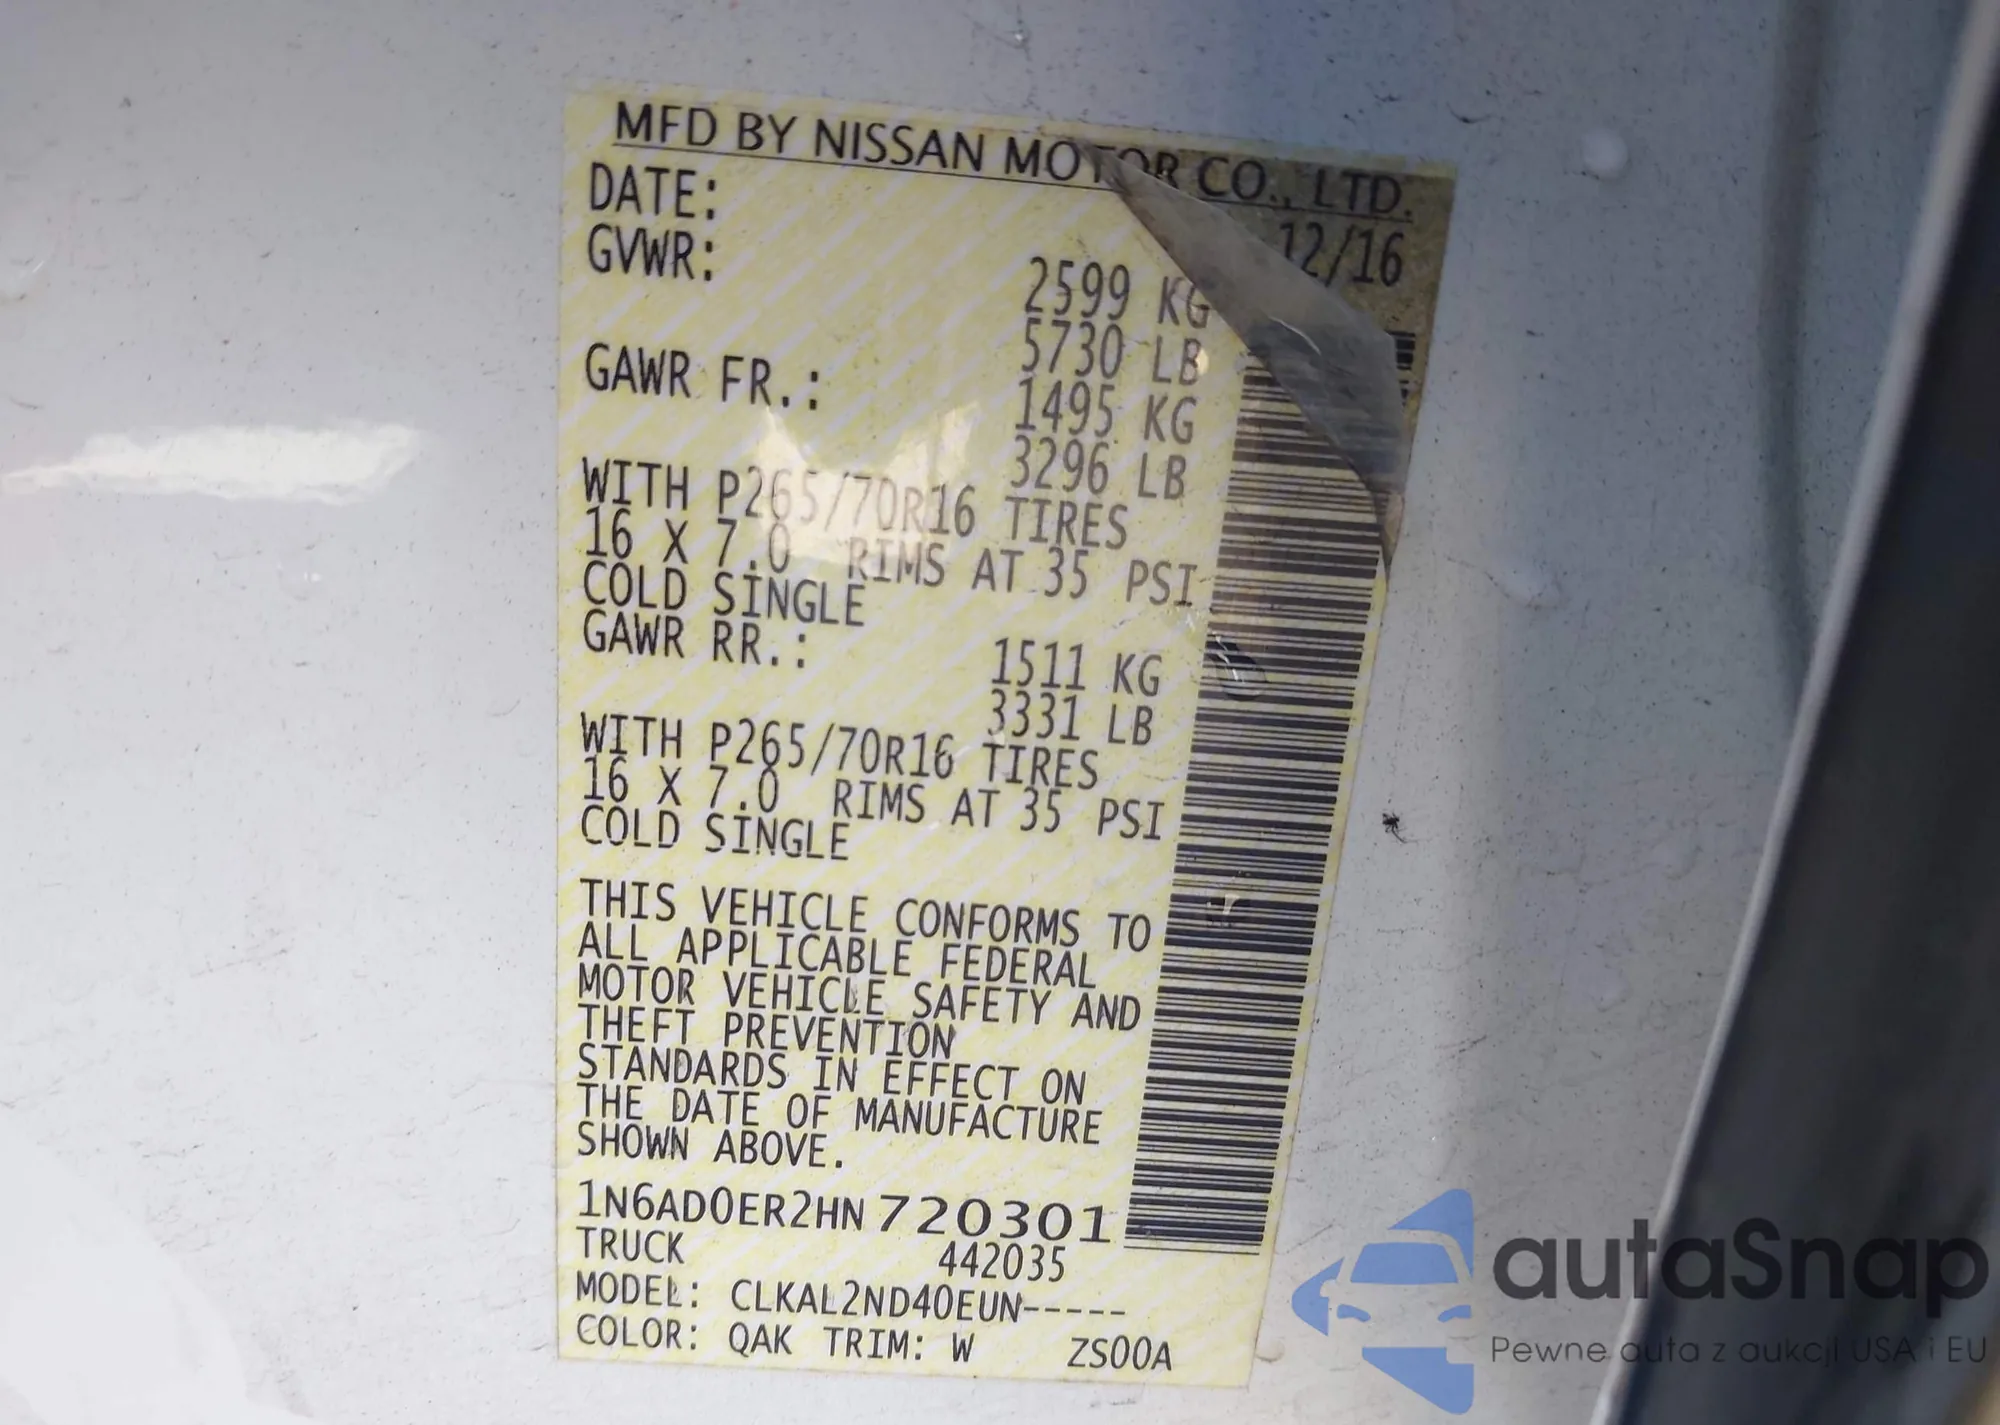 MFD BY NISSAN MOTOR CO., LTD.
DATE: 12/16
GVWR: 2599 KG
5730 LB
GAWR FR.: 1495 KG
3296 LB
WITH P265/70R16 TIRES
16 X 7.0 RIMS AT 35 PSI
COLD SINGLE
GAWR RR.: 1511 KG
3331 LB
WITH P265/70R16 TIRES
16 X 7.0 RIMS AT 35 PSI
COLD SINGLE
THIS VEHICLE CONFORMS TO
ALL APPLICABLE FEDERAL
MOTOR VEHICLE SAFETY AND
THEFT PREVENTION
STANDARDS IN EFFECT ON
THE DATE OF MANUFACTURE
SHOWN ABOVE.
1N6AD0ER2HN720301
TRUCK 442035
MODEL: CLKAL2ND40EUN-----
COLOR: QAK TRIM: W ZS00A
autaSnap
Pewne auta z aukcji USA i EU